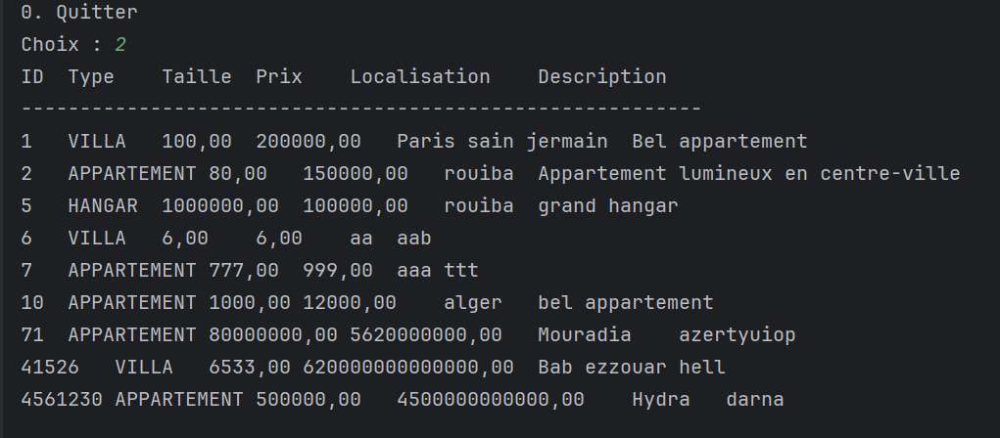 0. Quitter
Choix : 2
ID  Type    Taille  Prix    Localisation    Description
----------------------------------------------------------
1   VILLA   100,00  200000,00   Paris sain jermain  Bel appartement
2   APPARTEMENT 80,00   150000,00   rouiba  Appartement lumineux en centre-ville
5   HANGAR  1000000,00  100000,00   rouiba  grand hangar
6   VILLA   6,00    6,00    aa  aab
7   APPARTEMENT 777,00  999,00  aaa ttt
10  APPARTEMENT 1000,00 12000,00    alger   bel appartement
71  APPARTEMENT 80000000,00 5620000000,00   Mouradia    azertyuiop
41526   VILLA   6533,00 620000000000000,00  Bab ezzouar hell
4561230 APPARTEMENT 500000,00   4500000000000,00    Hydra   darna